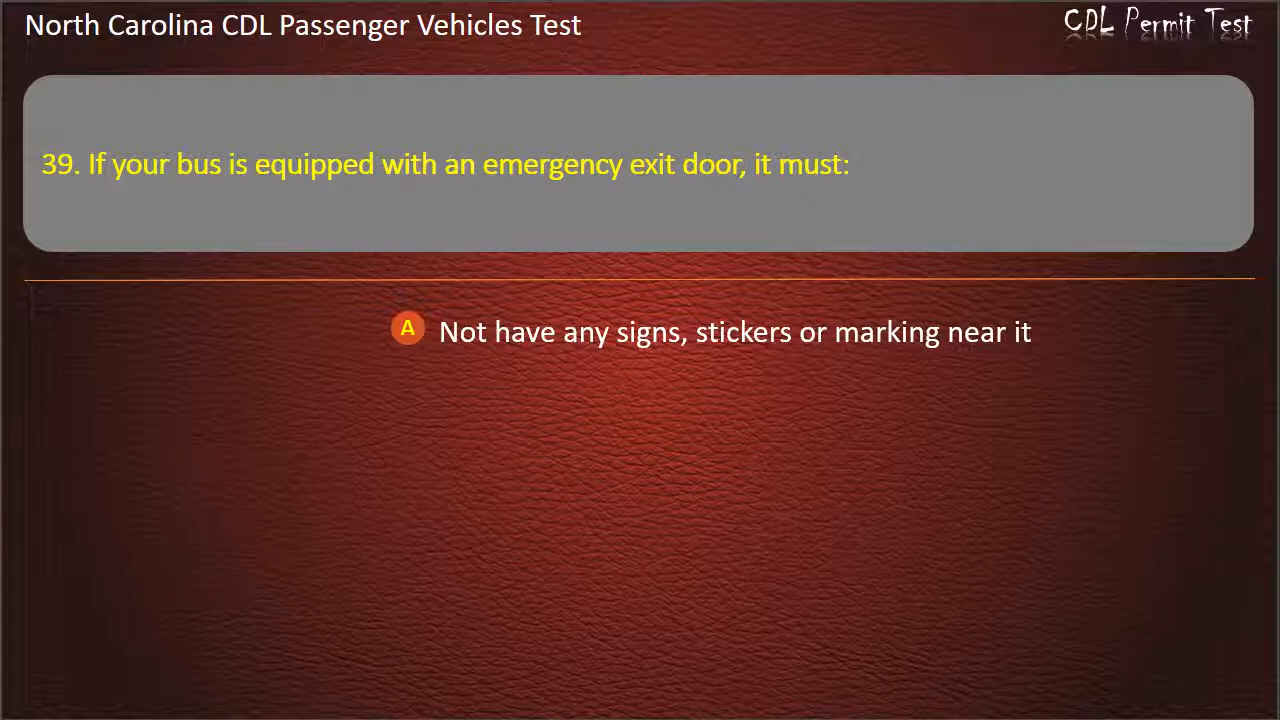 North Carolina CDL Passenger Vehicles Test
CDL Permit Test
39. If your bus is equipped with an emergency exit door, it must:
A Not have any signs, stickers or marking near it